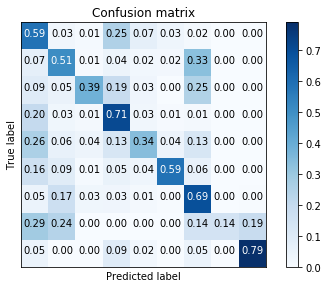 Confusion matrix
0.59 0.03 0.01 0.25 0.07 0.03 0.02 0.00 0.00
0.07 0.51 0.01 0.04 0.02 0.02 0.33 0.00 0.00
0.09 0.05 0.39 0.19 0.03 0.00 0.25 0.00 0.00
0.20 0.03 0.01 0.71 0.03 0.01 0.01 0.00 0.00
0.26 0.06 0.04 0.13 0.34 0.04 0.13 0.00 0.00
0.16 0.09 0.01 0.05 0.04 0.59 0.06 0.00 0.00
0.05 0.17 0.03 0.03 0.01 0.00 0.69 0.00 0.00
0.29 0.24 0.00 0.00 0.00 0.00 0.14 0.14 0.19
0.05 0.00 0.00 0.09 0.02 0.00 0.05 0.00 0.79
True label
Predicted label
0.7
0.6
0.5
0.4
0.3
0.2
0.1
0.0